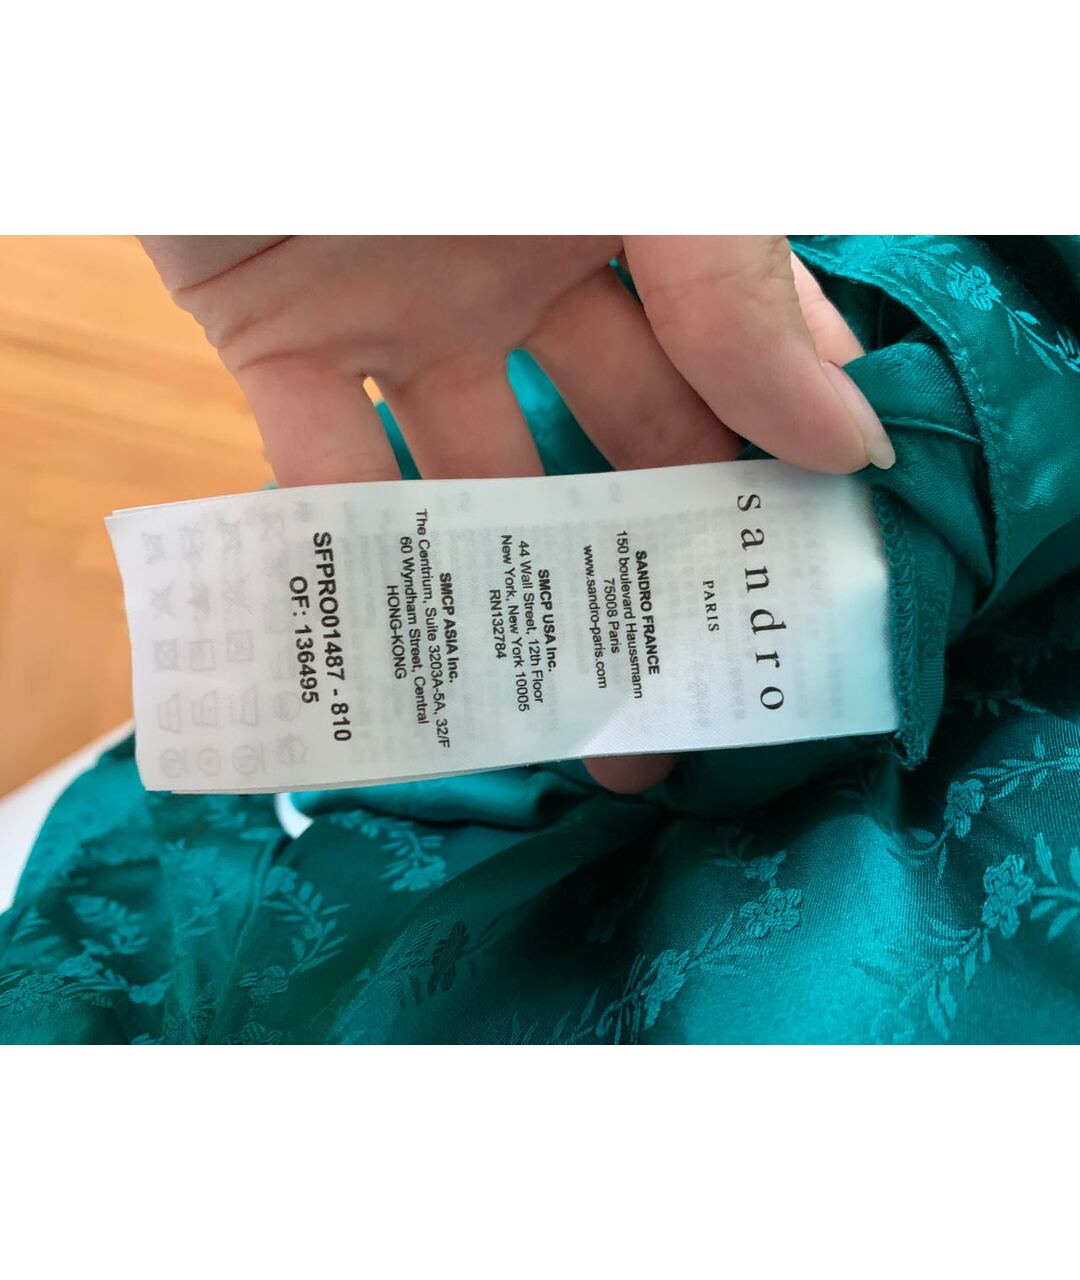 sandro
PARIS
SANDRO FRANCE
150 boulevard Haussmann
75008 Paris
www.sandro-paris.com
SMCP USA Inc.
44 Wall Street, 12th Floor
New York, New York 10005
RN132784
SMCP ASIA Inc.
The Centrium, Suite 3203A-5A, 32/F
60 Wyndham Street, Central
HONG-KONG
SFPRO01487 - 810
OF: 136495